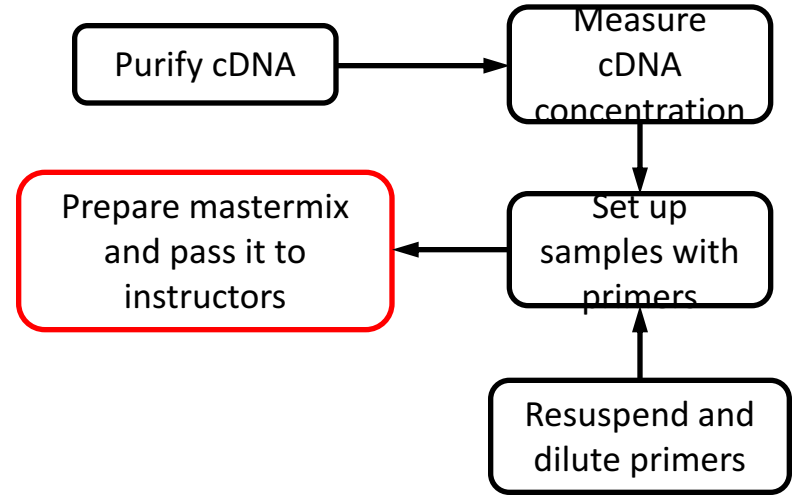 Purify cDNA
Measure
cDNA
concentration
Prepare mastermix
and pass it to
instructors
Set up
samples with
primers
Resuspend and
dilute primers